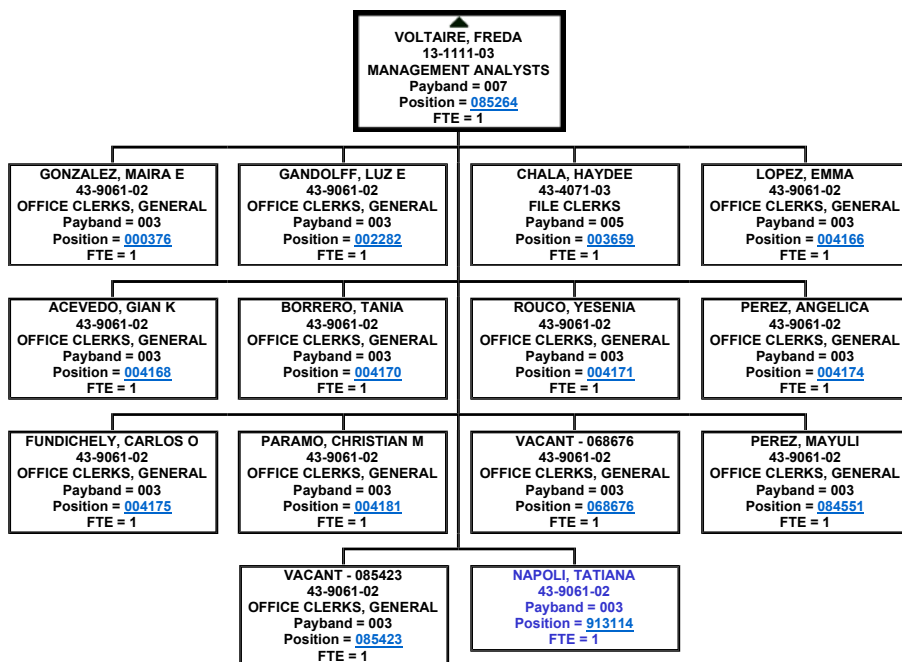 VOLTAIRE, FREDA
13-1111-03
MANAGEMENT ANALYSTS
Payband = 007
Position = 085264
FTE = 1
GONZALEZ, MAIRA E
43-9061-02
OFFICE CLERKS, GENERAL
Payband = 003
Position = 000376
FTE = 1
GANDOLFF, LUZ E
43-9061-02
OFFICE CLERKS, GENERAL
Payband = 003
Position = 002282
FTE = 1
CHALA, HAYDEE
43-4071-03
FILE CLERKS
Payband = 005
Position = 003659
FTE = 1
LOPEZ, EMMA
43-9061-02
OFFICE CLERKS, GENERAL
Payband = 003
Position = 004166
FTE = 1
ACEVEDO, GIAN K
43-9061-02
OFFICE CLERKS, GENERAL
Payband = 003
Position = 004168
FTE = 1
BORRERO, TANIA
43-9061-02
OFFICE CLERKS, GENERAL
Payband = 003
Position = 004170
FTE = 1
ROUCO, YESENIA
43-9061-02
OFFICE CLERKS, GENERAL
Payband = 003
Position = 004171
FTE = 1
PEREZ, ANGELICA
43-9061-02
OFFICE CLERKS, GENERAL
Payband = 003
Position = 004174
FTE = 1
FUNDICHELY, CARLOS O
43-9061-02
OFFICE CLERKS, GENERAL
Payband = 003
Position = 004175
FTE = 1
PARAMO, CHRISTIAN M
43-9061-02
OFFICE CLERKS, GENERAL
Payband = 003
Position = 004181
FTE = 1
VACANT - 068676
43-9061-02
OFFICE CLERKS, GENERAL
Payband = 003
Position = 068676
FTE = 1
PEREZ, MAYULI
43-9061-02
OFFICE CLERKS, GENERAL
Payband = 003
Position = 084551
FTE = 1
VACANT - 085423
43-9061-02
OFFICE CLERKS, GENERAL
Payband = 003
Position = 085423
FTE = 1
NAPOLI, TATIANA
43-9061-02
Payband = 003
Position = 913114
FTE = 1